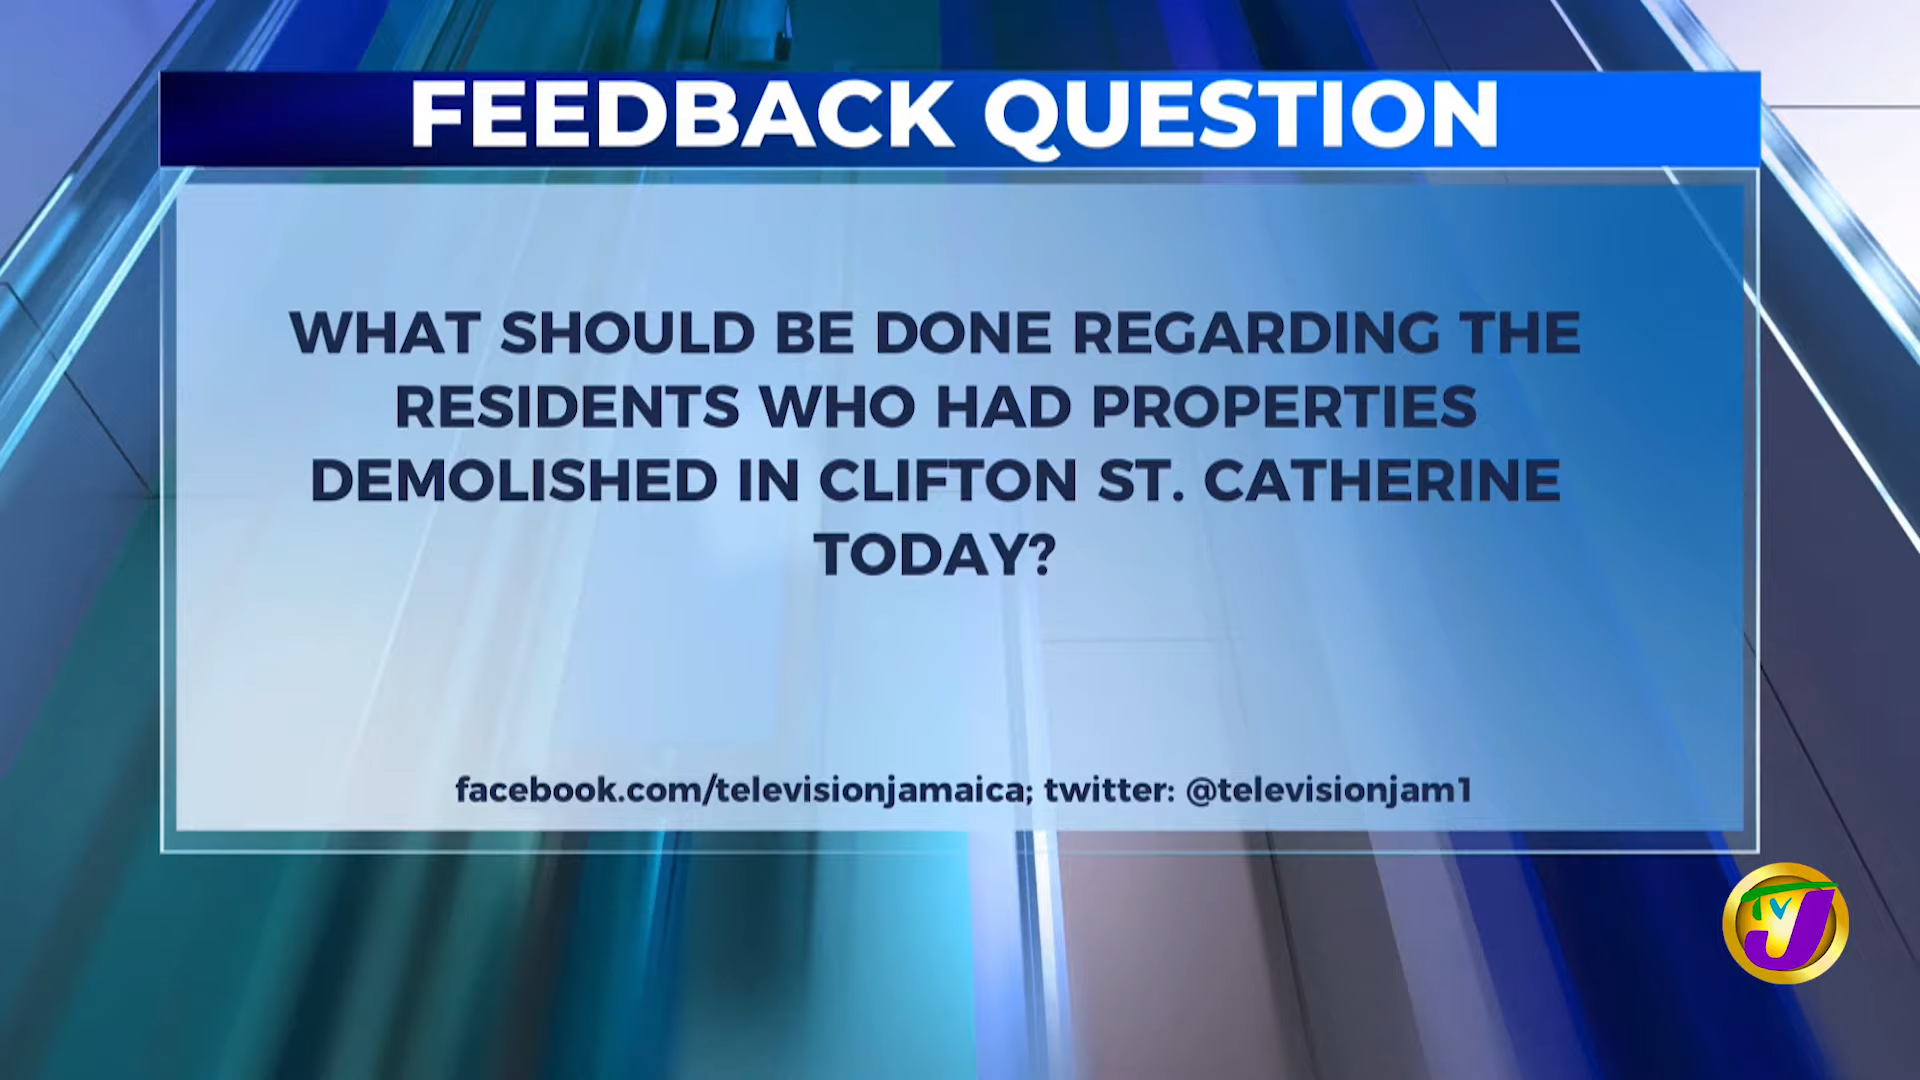 FEEDBACK QUESTION
WHAT SHOULD BE DONE REGARDING THE
RESIDENTS WHO HAD PROPERTIES
DEMOLISHED IN CLIFTON ST. CATHERINE
TODAY?
facebook.com/televisionjamaica; twitter: @televisionjam1
TVJ